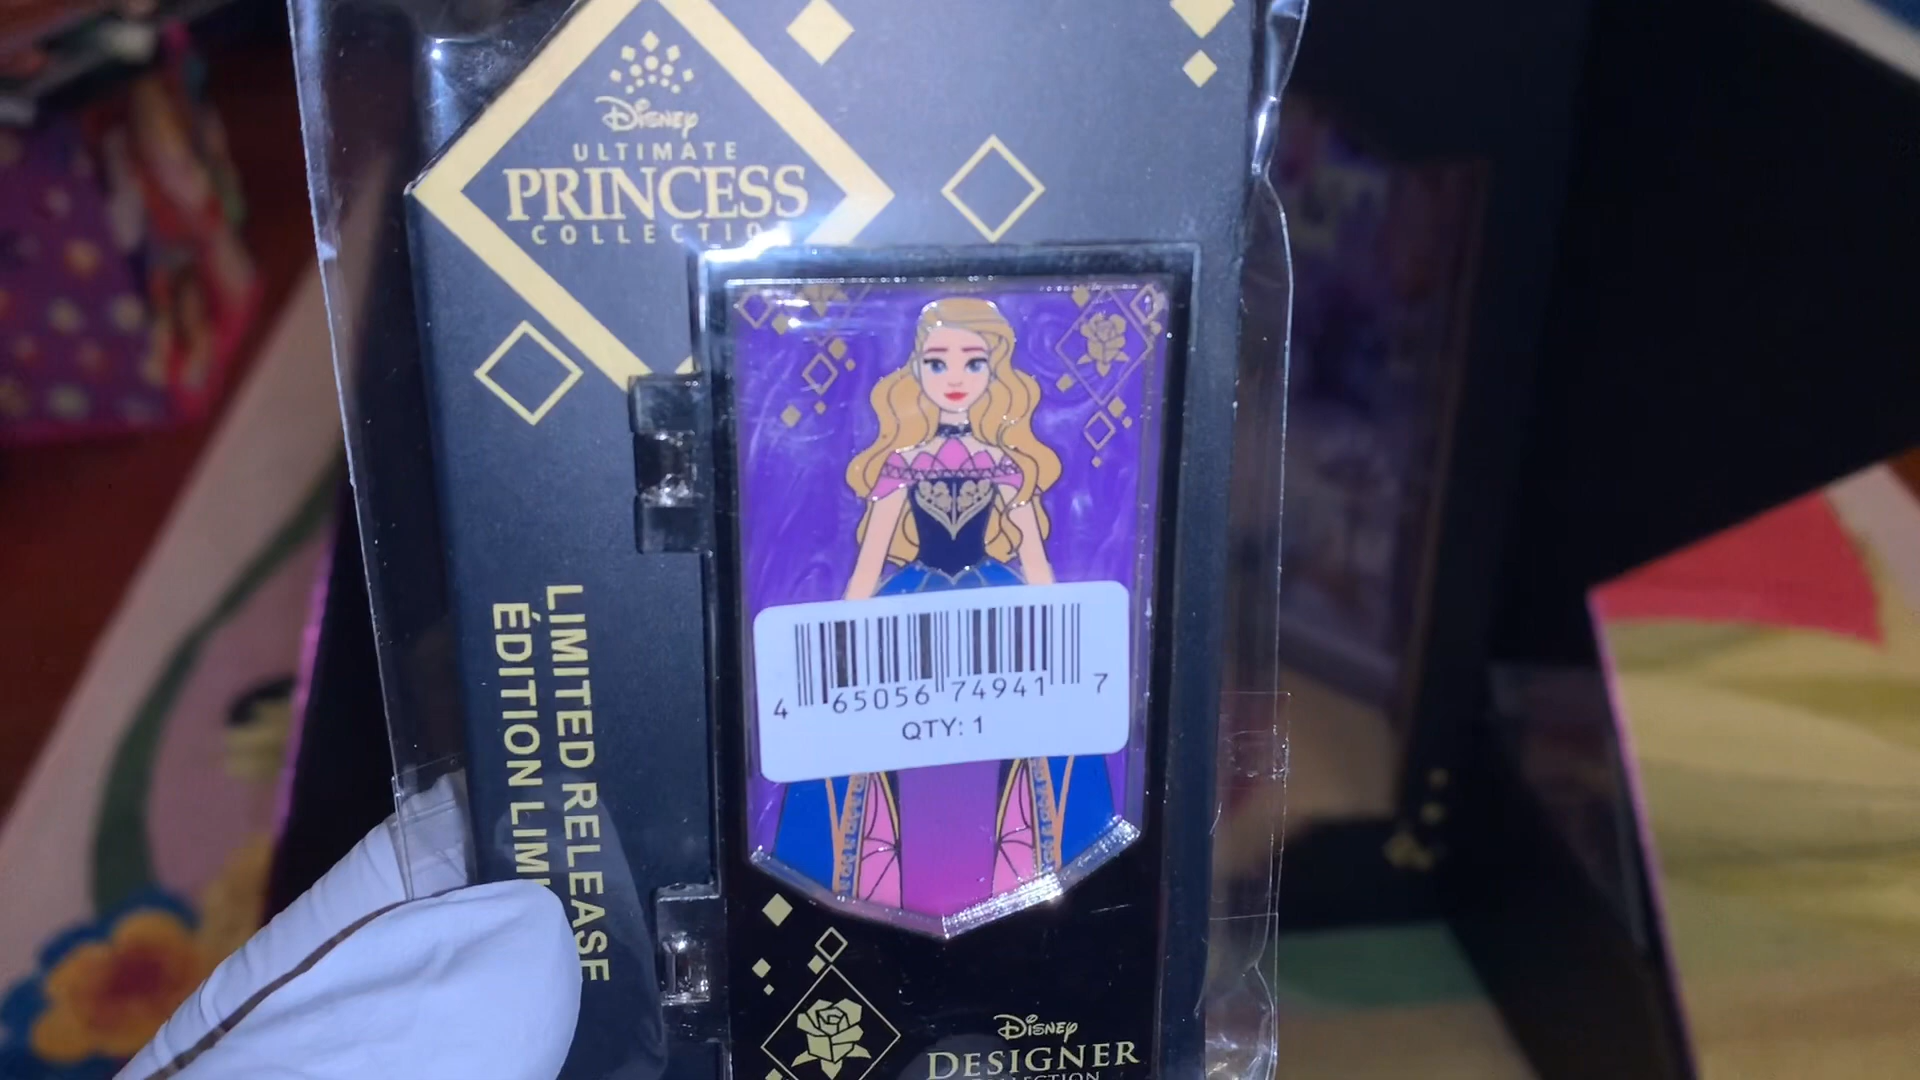 Disney
ULTIMATE
PRINCESS
COLLECTIO
LIMITED RELEASE
ÉDITION LIMI
4 65056 74941 7
QTY: 1
Disney
DESIGNER